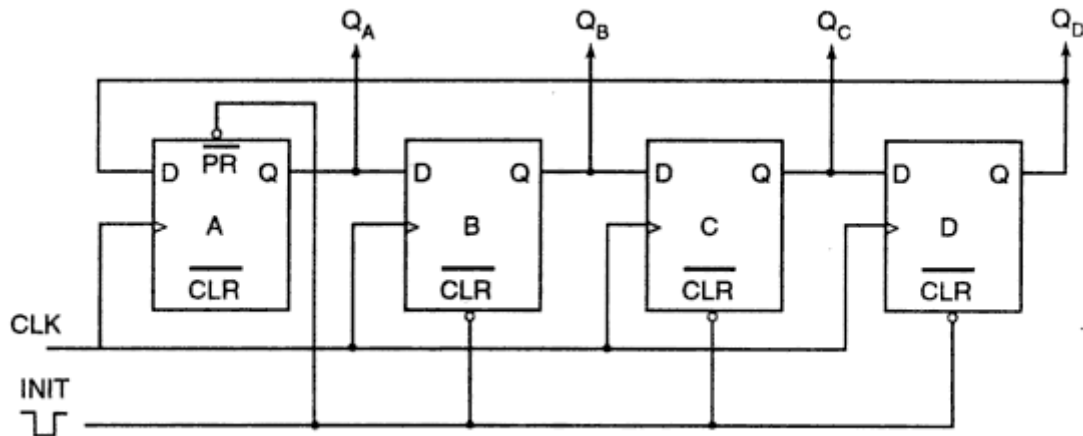 Q_A Q_B Q_C Q_D
PR
D Q D Q D Q D Q
A B C D
CLR CLR CLR CLR
CLK
INIT